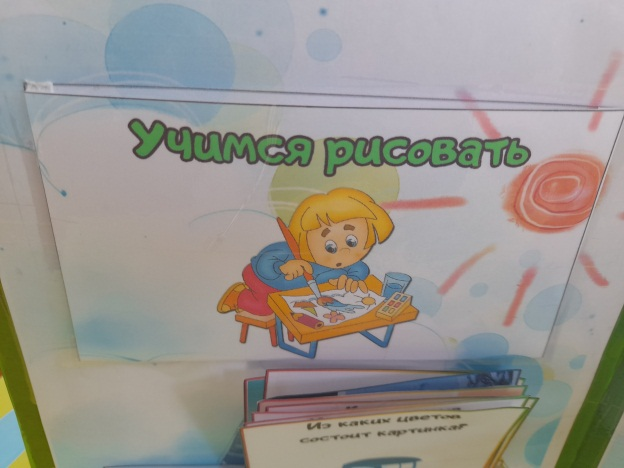 Учимся рисовать
Из каких цветов
состоит картинка?